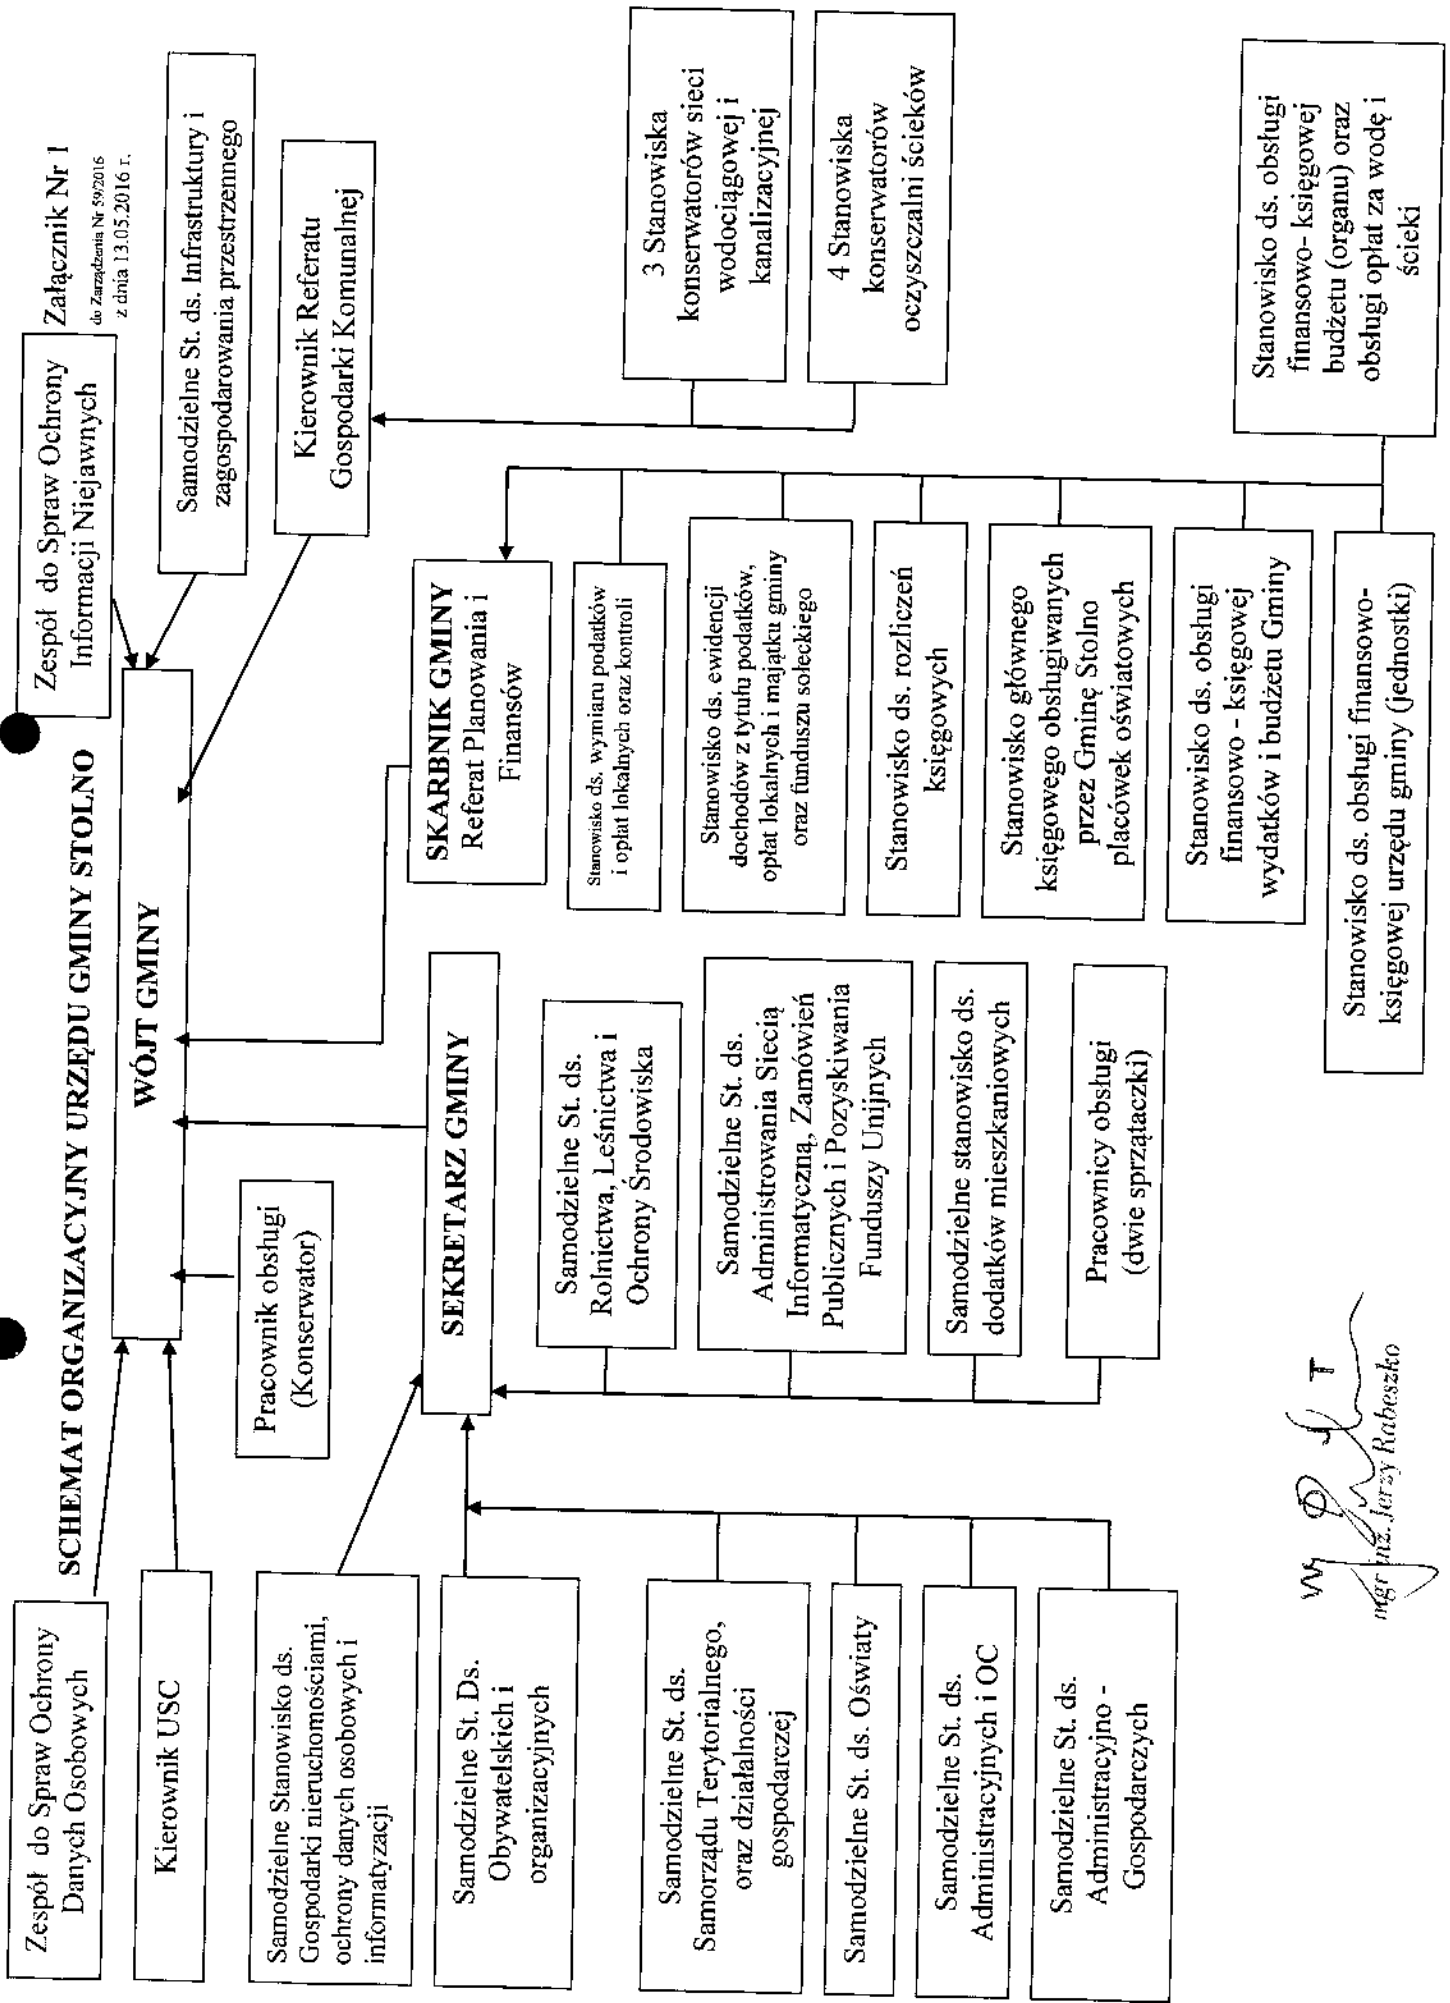 Załącznik Nr 1
do Zarządzenia Nr 59/2016
z dnia 13.05.2016 r.
SCHEMAT ORGANIZACYJNY URZĘDU GMINY STOLNO
Zespół do Spraw Ochrony
Danych Osobowych
Zespół do Spraw Ochrony
Informacji Niejawnych
WÓJT GMINY
Kierownik USC
Samodzielne St. ds. Infrastruktury i
zagospodarowania przestrzennego
Pracownik obsługi
(Konserwator)
Kierownik Referatu
Gospodarki Komunalnej
Samodzielne Stanowisko ds.
Gospodarki nieruchomościami,
ochrony danych osobowych i
informatyzacji
SEKRETARZ GMINY
SKARBNIK GMINY
Referat Planowania i
Finansów
Samodzielne St. Ds.
Obywatelskich i
organizacyjnych
Samodzielne St. ds.
Samorządu Terytorialnego,
oraz działalności
gospodarczej
Samodzielne St. ds. Oświaty
Samodzielne St. ds.
Administracyjnych i OC
Samodzielne St. ds.
Administracyjno -
Gospodarczych
Samodzielne St. ds.
Rolnictwa, Leśnictwa i
Ochrony Środowiska
Samodzielne St. ds.
Administrowania Siecią
Informatyczną, Zamówień
Publicznych i Pozyskiwania
Funduszy Unijnych
Samodzielne stanowisko ds.
dodatków mieszkaniowych
Pracownicy obsługi
(dwie sprzątaczki)
Stanowisko ds. wymiaru podatków
i opłat lokalnych oraz kontroli
Stanowisko ds. ewidencji
dochodów z tytułu podatków,
opłat lokalnych i majątku gminy
oraz funduszu sołeckiego
Stanowisko ds. rozliczeń
księgowych
Stanowisko głównego
księgowego obsługiwanych
przez Gminę Stolno
placówek oświatowych
Stanowisko ds. obsługi
finansowo - księgowej
wydatków i budżetu Gminy
Stanowisko ds. obsługi finansowo-
księgowej urzędu gminy (jednostki)
3 Stanowiska
konserwatorów sieci
wodociągowej i
kanalizacyjnej
4 Stanowiska
konserwatorów
oczyszczalni ścieków
Stanowisko ds. obsługi
finansowo- księgowej
budżetu (organu) oraz
obsługi opłat za wodę i
ścieki
mgr inż. Jerzy Rabeszko